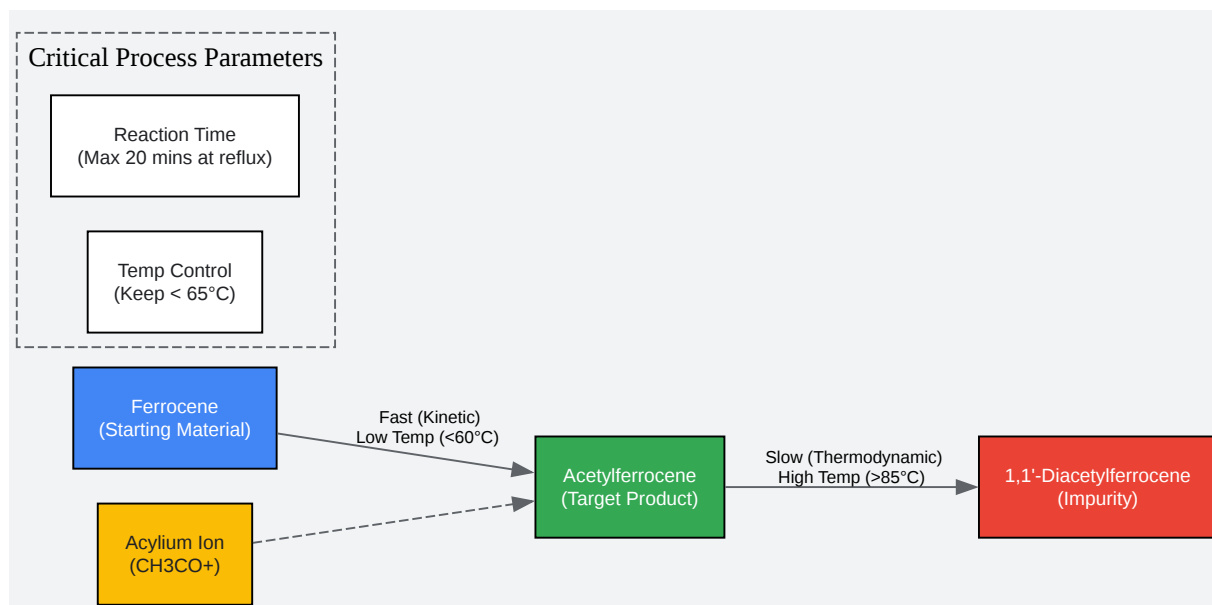 Critical Process Parameters
Reaction Time
(Max 20 mins at reflux)
Temp Control
(Keep < 65°C)
Ferrocene
(Starting Material)
Fast (Kinetic)
Low Temp (<60°C)
Acylium Ion
(CH3CO+)
Acetylferrocene
(Target Product)
Slow (Thermodynamic)
High Temp (>85°C)
1,1'-Diacetylferrocene
(Impurity)